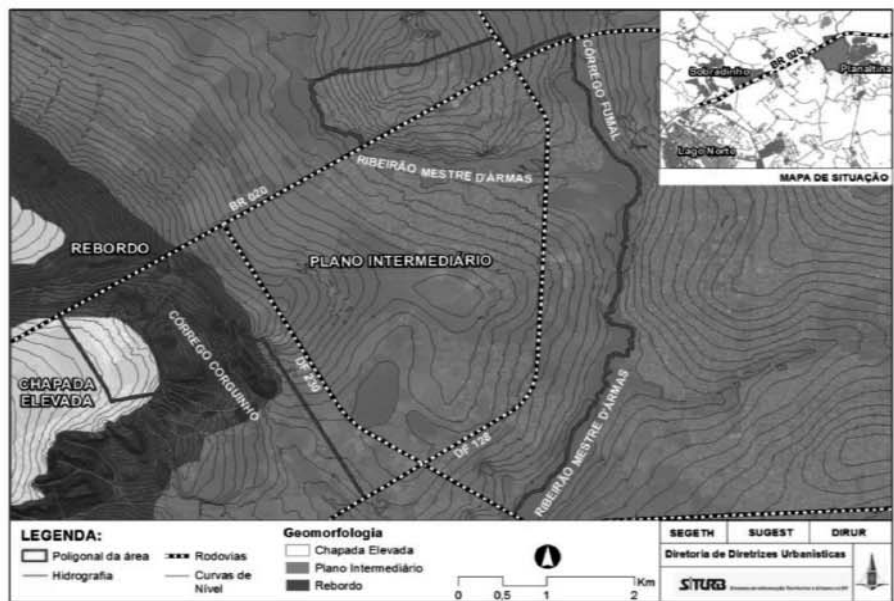 BR 020
Sobradinho
Planaltina
Lago Norte
MAPA DE SITUAÇÃO
CÓRREGO FUMAL
RIBEIRÃO MESTRE D'ÁRMAS
BR 020
REBORDO
PLANO INTERMEDIÁRIO
CÓRREGO CORGUINHO
CHAPADA
ELEVADA
DF 230
DF 128
RIBEIRÃO MESTRE D'ÁRMAS
LEGENDA:
Poligonal da área
Rodovias
Hidrografia
Curvas de
Nível
Geomorfologia
Chapada Elevada
Plano Intermediário
Rebordo
Km
0 0,5 1 2
SEGETH SUGEST DIRUR
Diretoria de Diretrizes Urbanísticas
SITURB